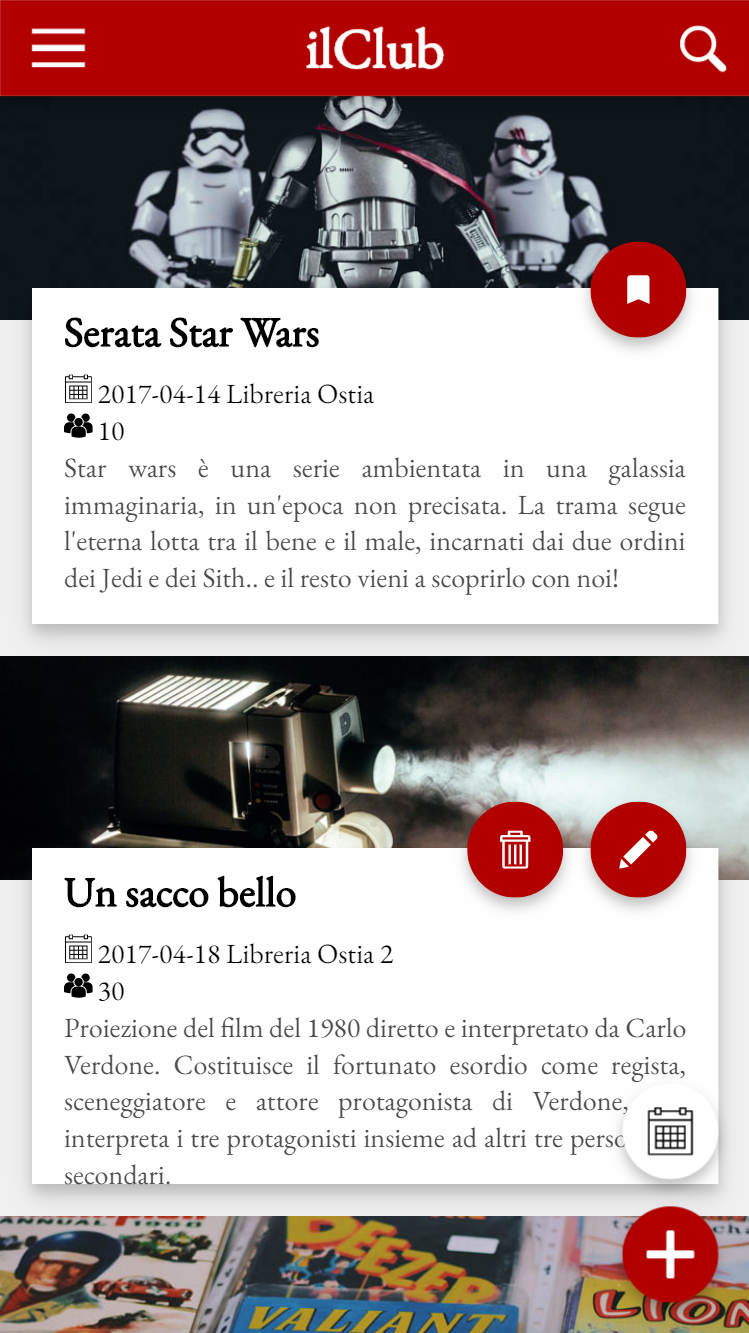 ilClub
Serata Star Wars
2017-04-14 Libreria Ostia
10
Star wars è una serie ambientata in una galassia
immaginaria, in un'epoca non precisata. La trama segue
l'eterna lotta tra il bene e il male, incarnati dai due ordini
dei Jedi e dei Sith.. e il resto vieni a scoprirlo con noi!
Un sacco bello
2017-04-18 Libreria Ostia 2
30
Proiezione del film del 1980 diretto e interpretato da Carlo
Verdone. Costituisce il fortunato esordio come regista,
sceneggiatore e attore protagonista di Verdone,
interpreta i tre protagonisti insieme ad altri tre perso
secondari.
ANNUAL 1960
DEEZER
VALIANT
LION